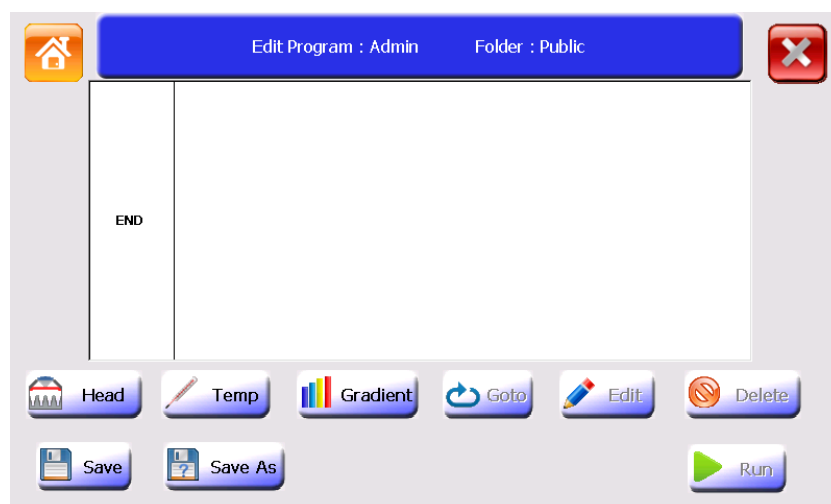 Edit Program : Admin Folder : Public
END
Head Temp Gradient Goto Edit Delete
Save ? Save As Run